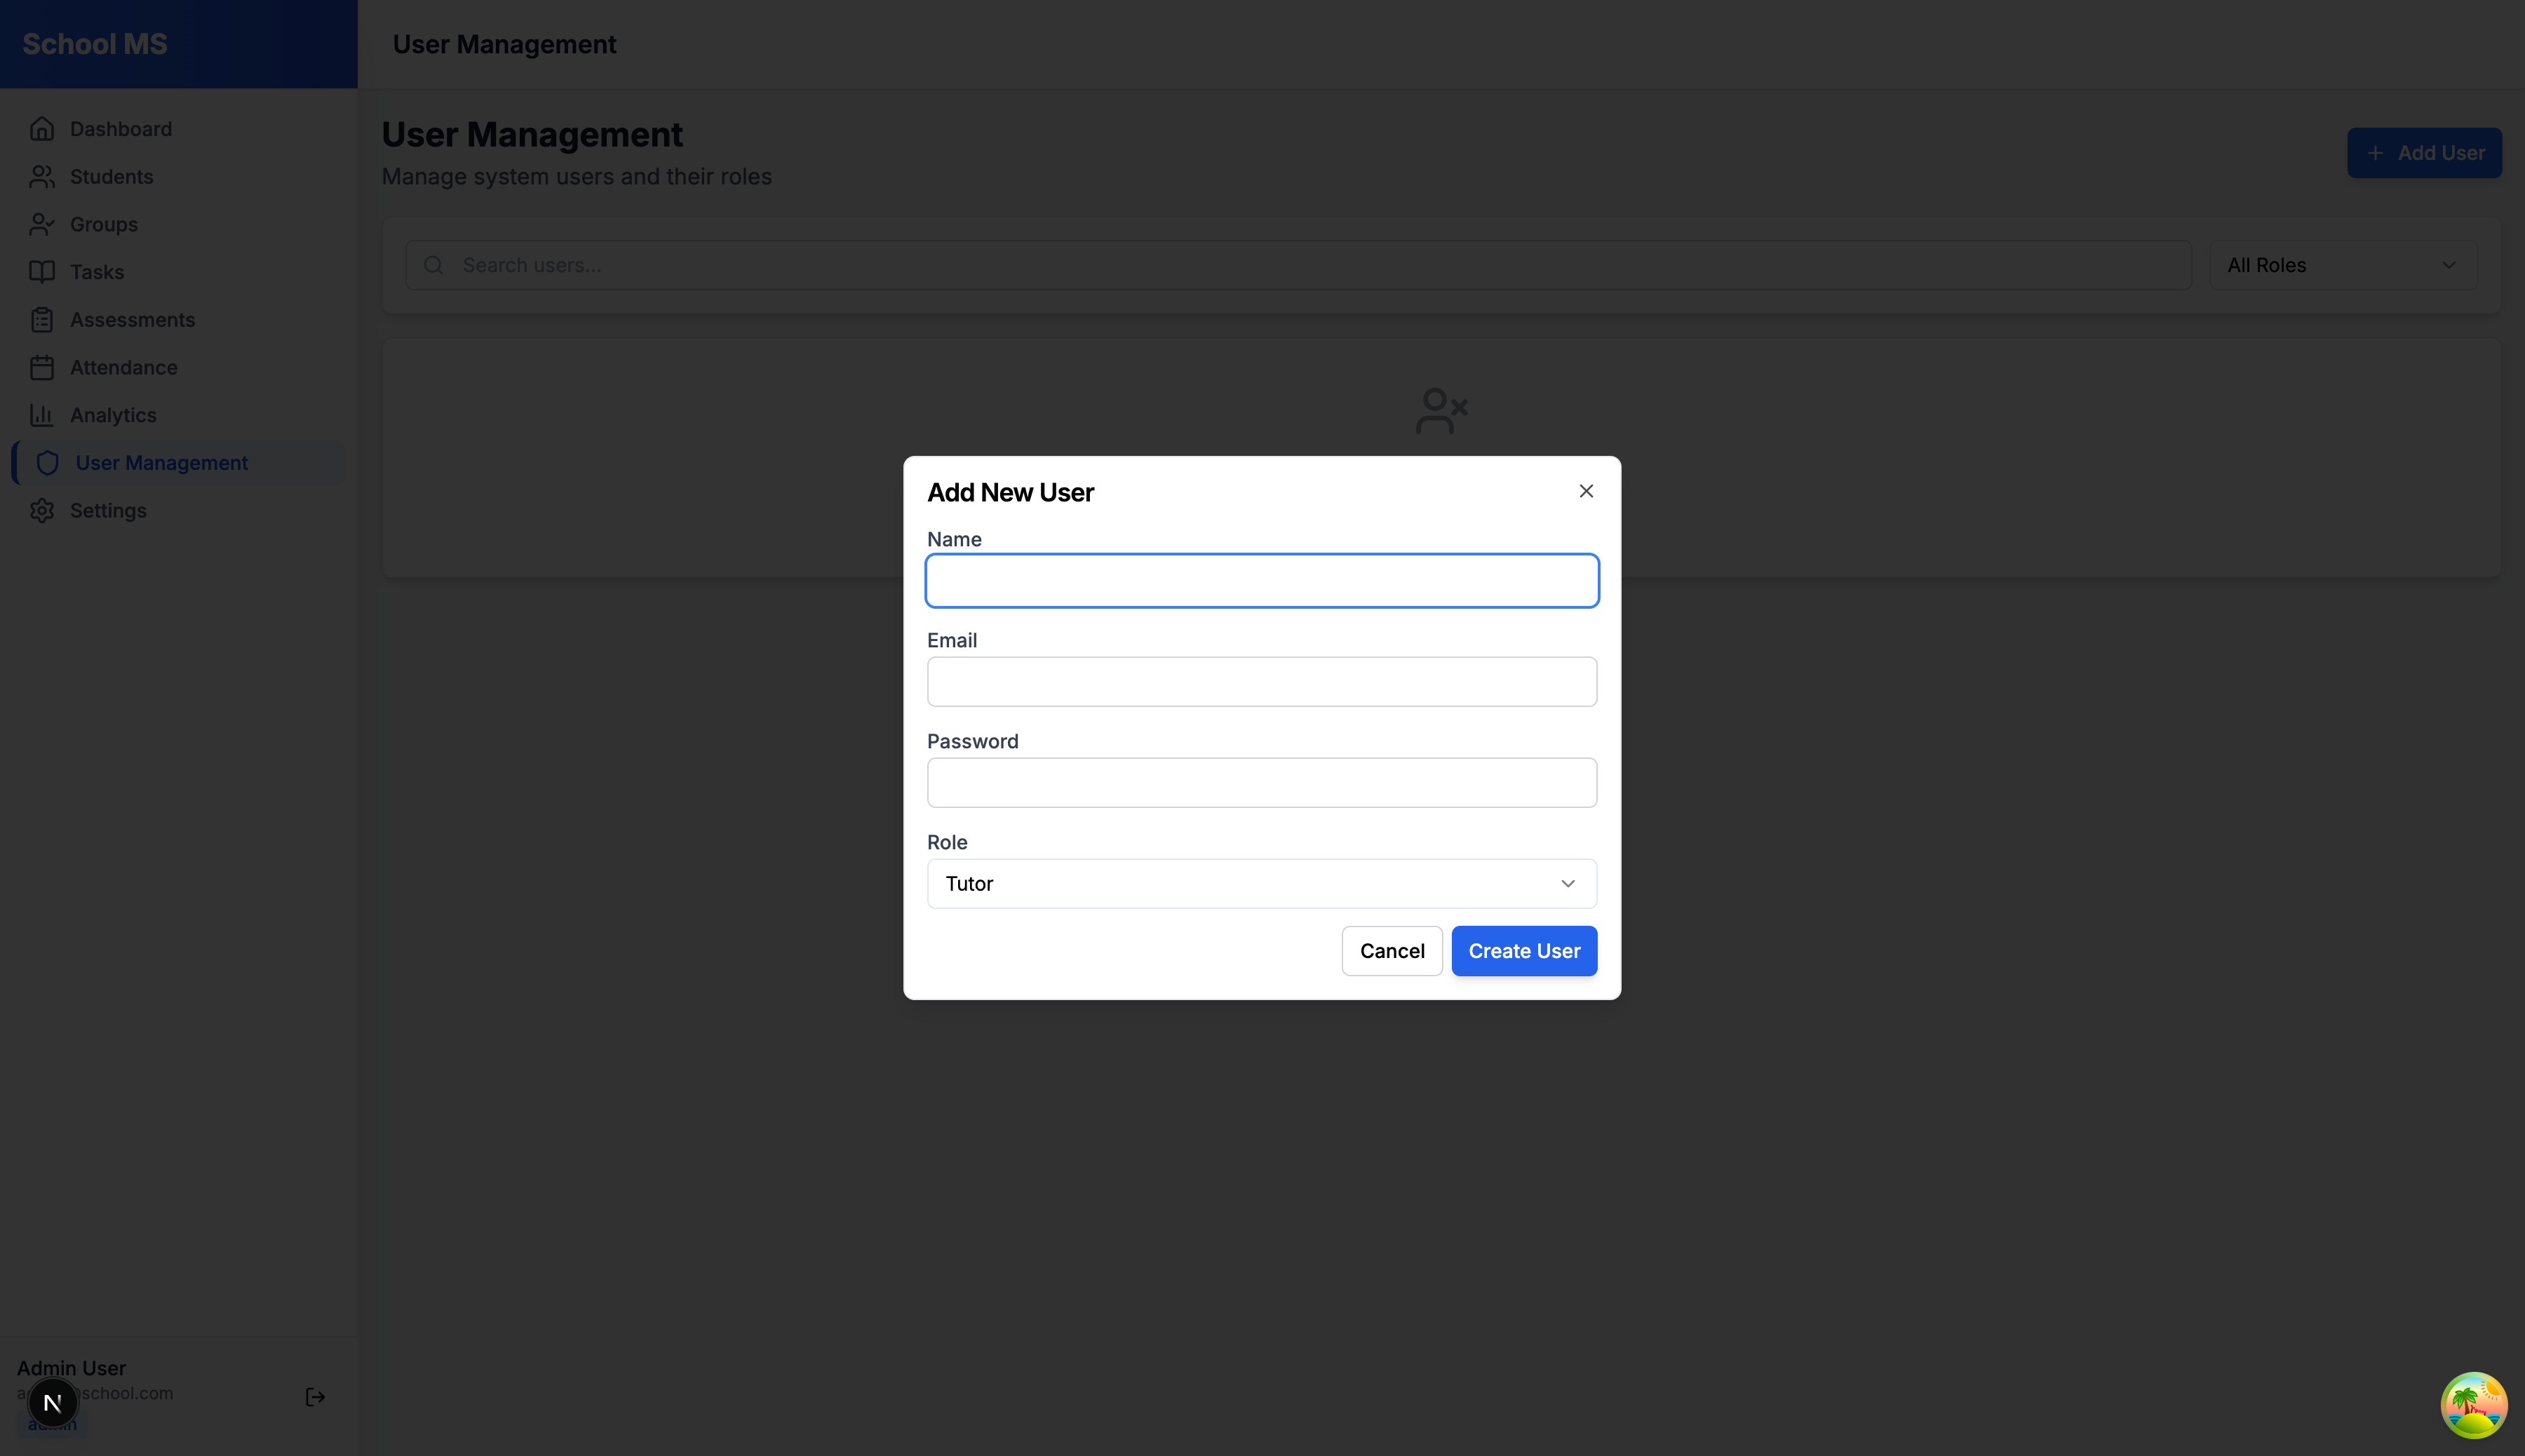 School MS
User Management
Dashboard
Students
Groups
Tasks
Assessments
Attendance
Analytics
User Management
Settings
User Management
Manage system users and their roles
Add User
Search users...
All Roles
Add New User
Name
Email
Password
Role
Tutor
Cancel
Create User
Admin User
school.com
N